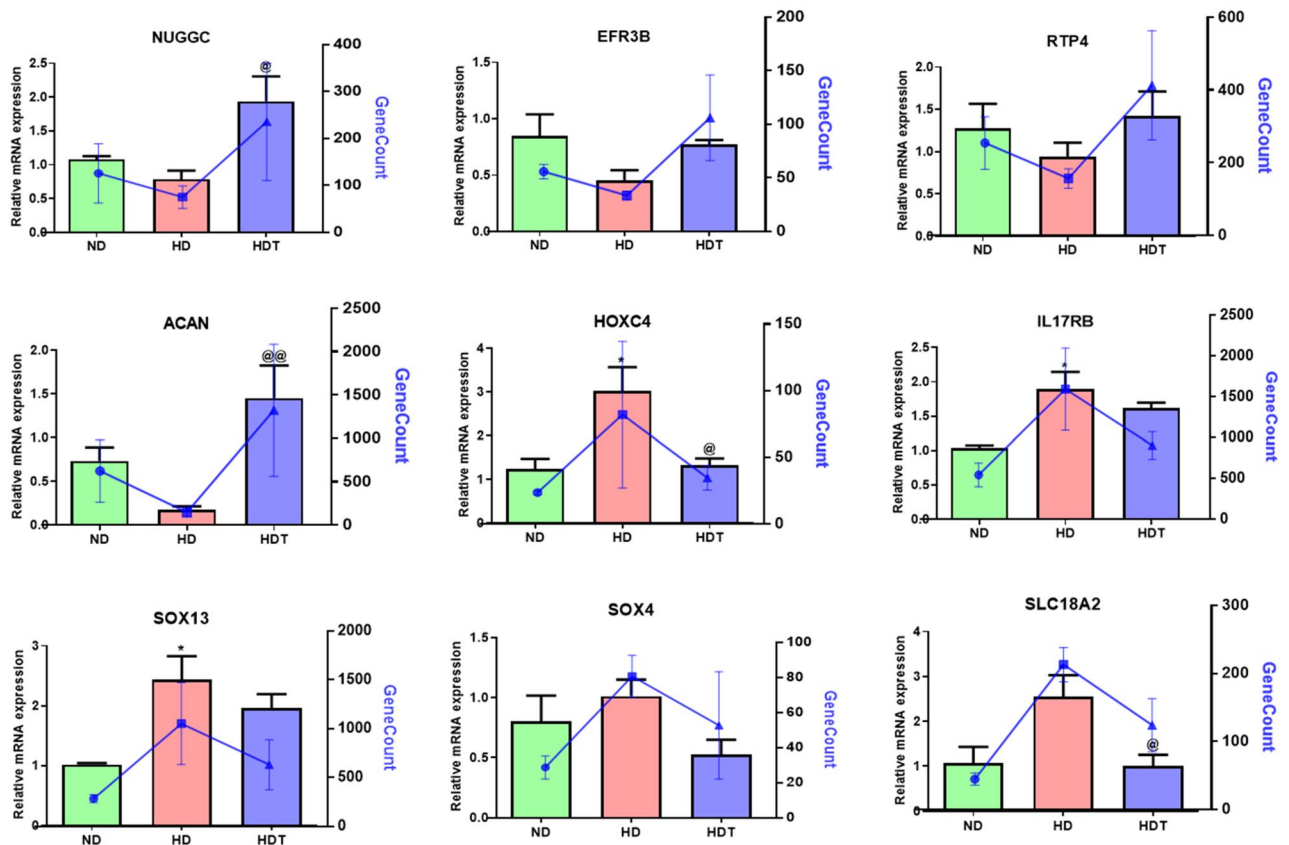 NUGGC
Relative mRNA expression
2.5
2.0
1.5
1.0
0.5
0.0
@
400
300
200
100
0
GeneCount
ND HD HDT
EFR3B
Relative mRNA expression
1.5
1.0
0.5
0.0
200
150
100
50
0
GeneCount
ND HD HDT
RTP4
Relative mRNA expression
2.0
1.5
1.0
0.5
0.0
600
400
200
0
GeneCount
ND HD HDT
ACAN
Relative mRNA expression
2.0
1.5
1.0
0.5
0.0
@@
2500
2000
1500
1000
500
0
GeneCount
ND HD HDT
HOXC4
Relative mRNA expression
4
3
2
1
0
*
@
150
100
50
0
GeneCount
ND HD HDT
IL17RB
Relative mRNA expression
2.5
2.0
1.5
1.0
0.5
0.0
*
2500
2000
1500
1000
500
0
GeneCount
ND HD HDT
SOX13
Relative mRNA expression
3
2
1
0
*
2000
1500
1000
500
0
GeneCount
ND HD HDT
SOX4
Relative mRNA expression
1.5
1.0
0.5
0.0
100
80
60
40
20
0
GeneCount
ND HD HDT
SLC18A2
Relative mRNA expression
4
3
2
1
0
@
300
200
100
0
GeneCount
ND HD HDT